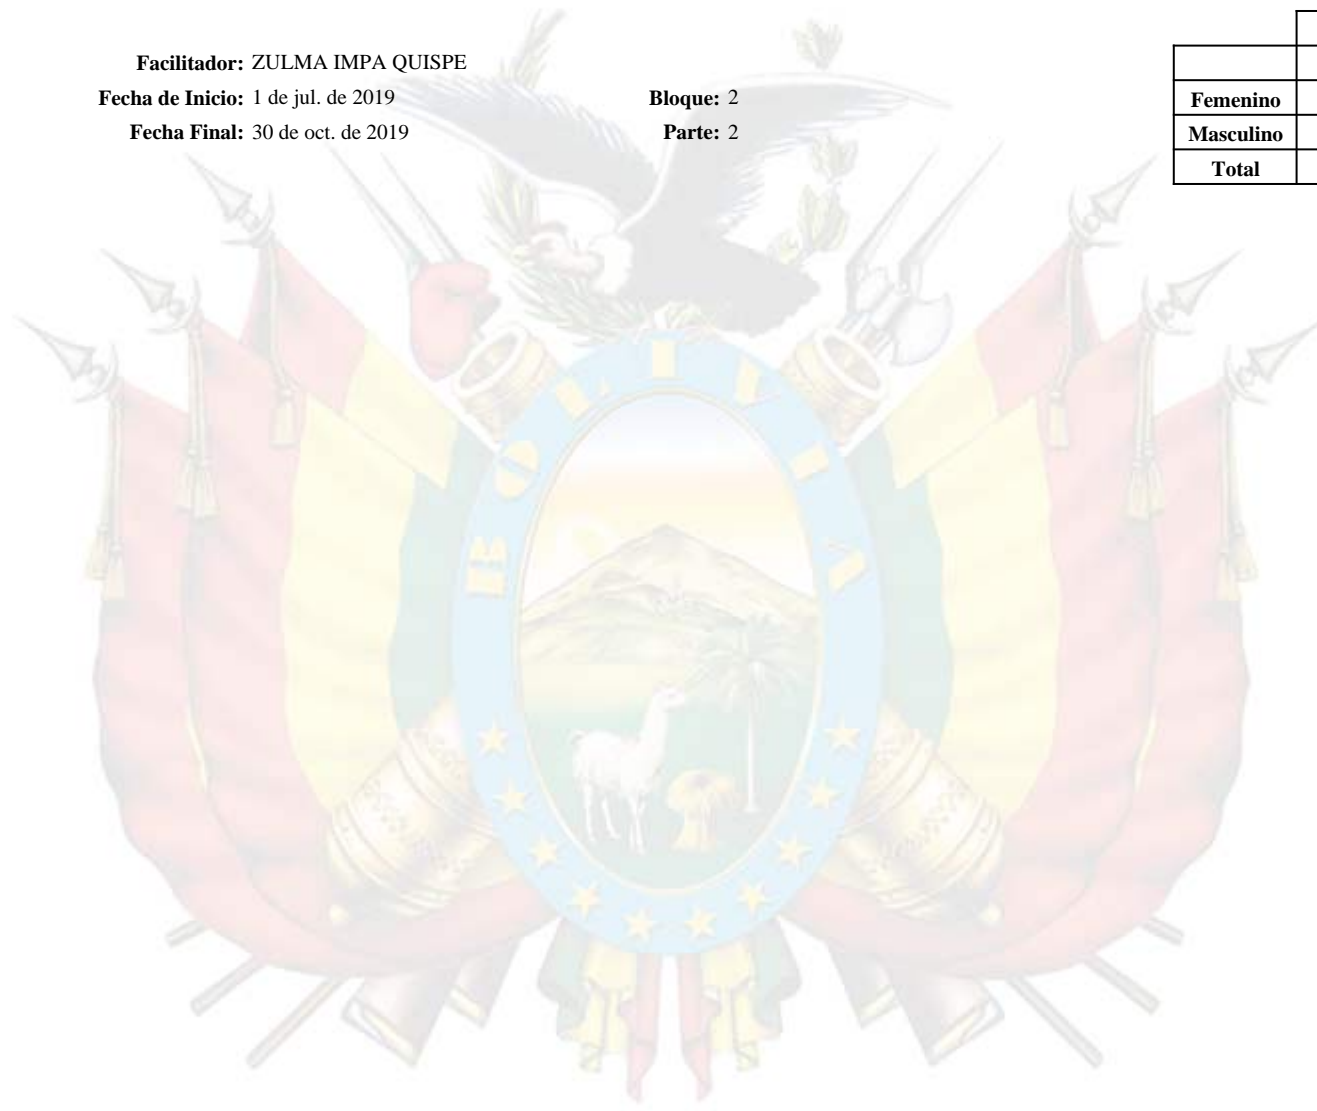 Facilitador: ZULMA IMPA QUISPE
Fecha de Inicio: 1 de jul. de 2019 Bloque: 2
Fecha Final: 30 de oct. de 2019 Parte: 2
Femenino
Masculino
Total
BOLIVIA